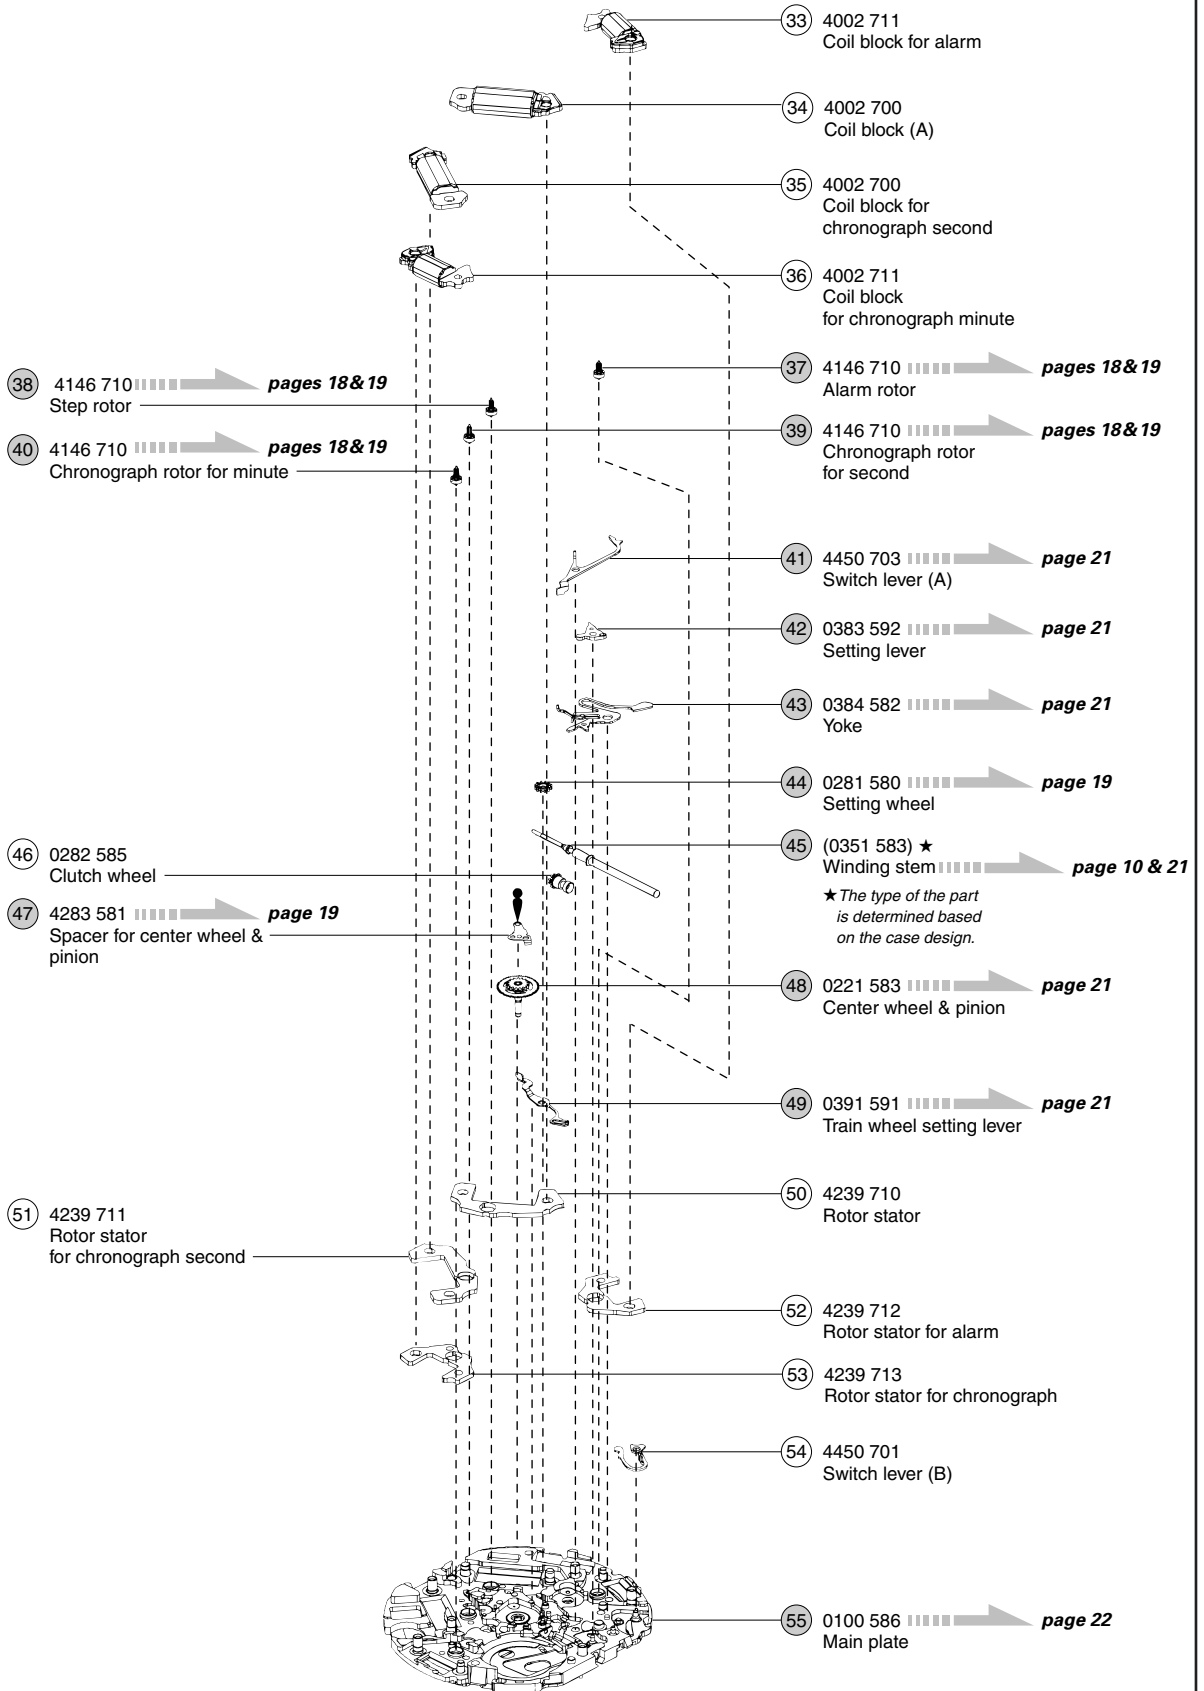 33 4002 711
Coil block for alarm
34 4002 700
Coil block (A)
35 4002 700
Coil block for
chronograph second
36 4002 711
Coil block
for chronograph minute
38 4146 710 pages 18&19
Step rotor
37 4146 710 pages 18&19
Alarm rotor
40 4146 710 pages 18&19
Chronograph rotor for minute
39 4146 710 pages 18&19
Chronograph rotor
for second
41 4450 703 page 21
Switch lever (A)
42 0383 592 page 21
Setting lever
43 0384 582 page 21
Yoke
44 0281 580 page 19
Setting wheel
45 (0351 583) ★
Winding stem page 10 & 21
★The type of the part
is determined based
on the case design.
46 0282 585
Clutch wheel
47 4283 581 page 19
Spacer for center wheel &
pinion
48 0221 583 page 21
Center wheel & pinion
49 0391 591 page 21
Train wheel setting lever
50 4239 710
Rotor stator
51 4239 711
Rotor stator
for chronograph second
52 4239 712
Rotor stator for alarm
53 4239 713
Rotor stator for chronograph
54 4450 701
Switch lever (B)
55 0100 586 page 22
Main plate